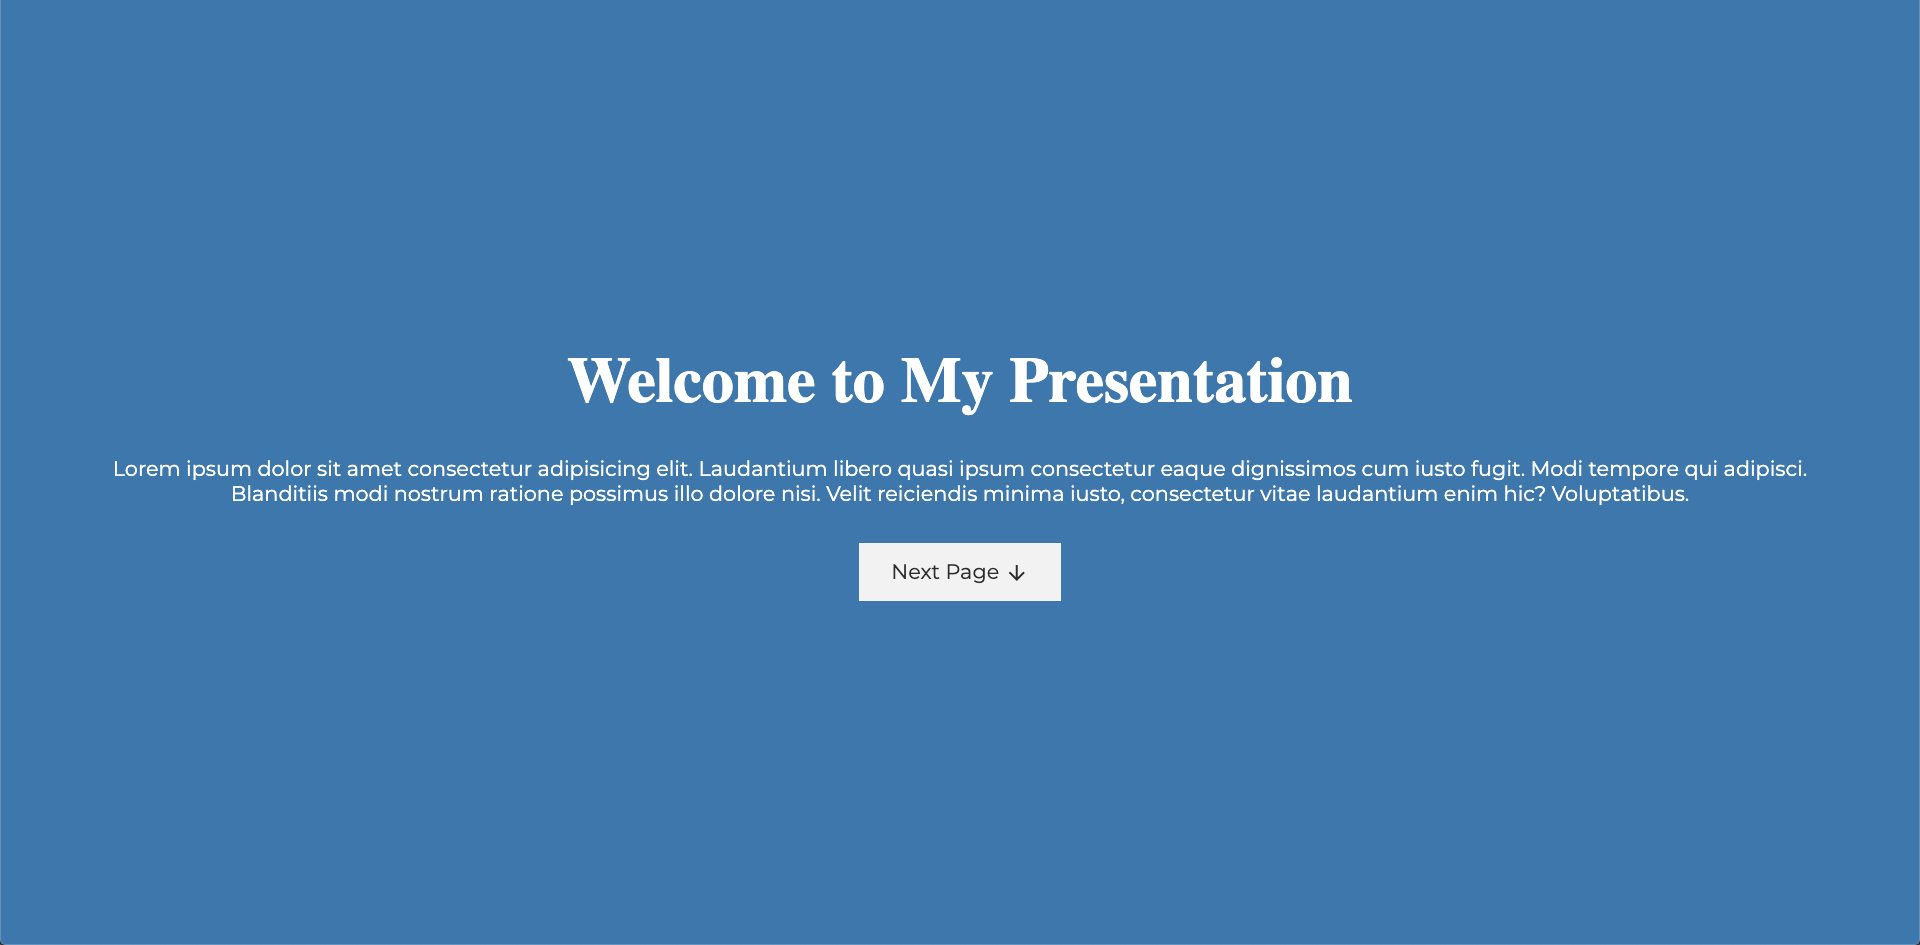 Welcome to My Presentation
Lorem ipsum dolor sit amet consectetur adipisicing elit. Laudantium libero quasi ipsum consectetur eaque dignissimos cum iusto fugit. Modi tempore qui adipisci.
Blanditiis modi nostrum ratione possimus illo dolore nisi. Velit reiciendis minima iusto, consectetur vitae laudantium enim hic? Voluptatibus.
Next Page ↓